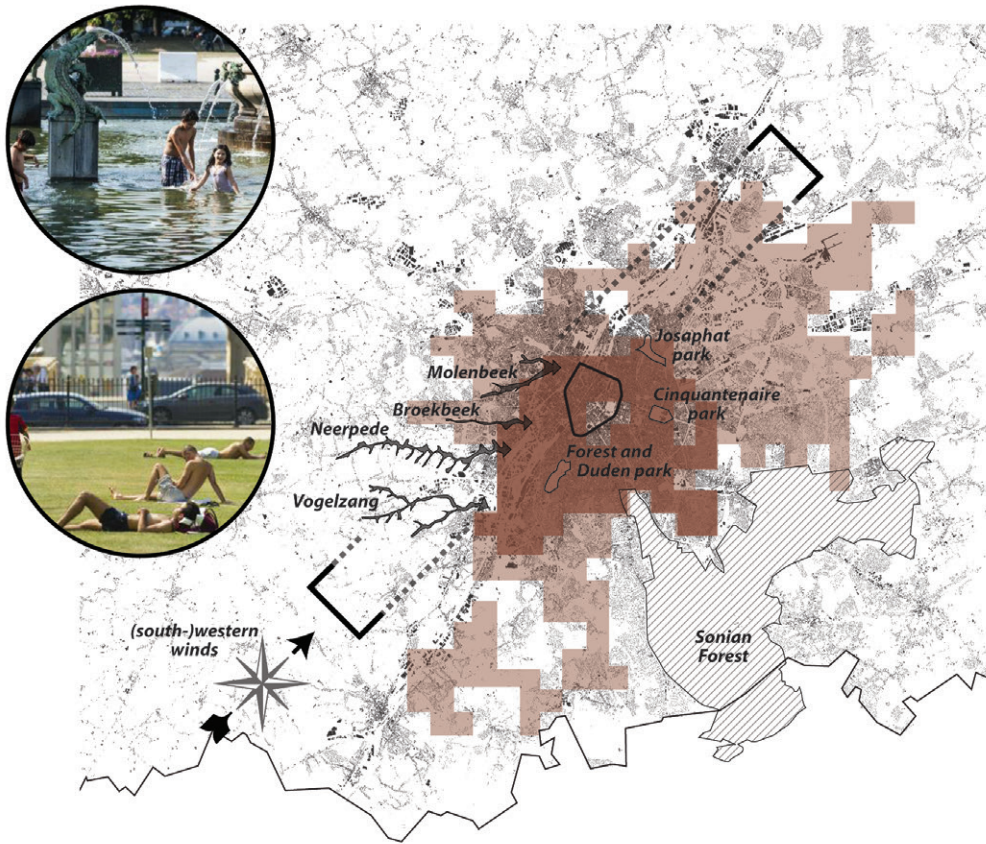 Josaphat
park
Molenbeek
Cinquantenaire
park
Broekbeek
Neerpede
Forest and
Duden park
Vogelzang
(south-)western
winds
Sonian
Forest